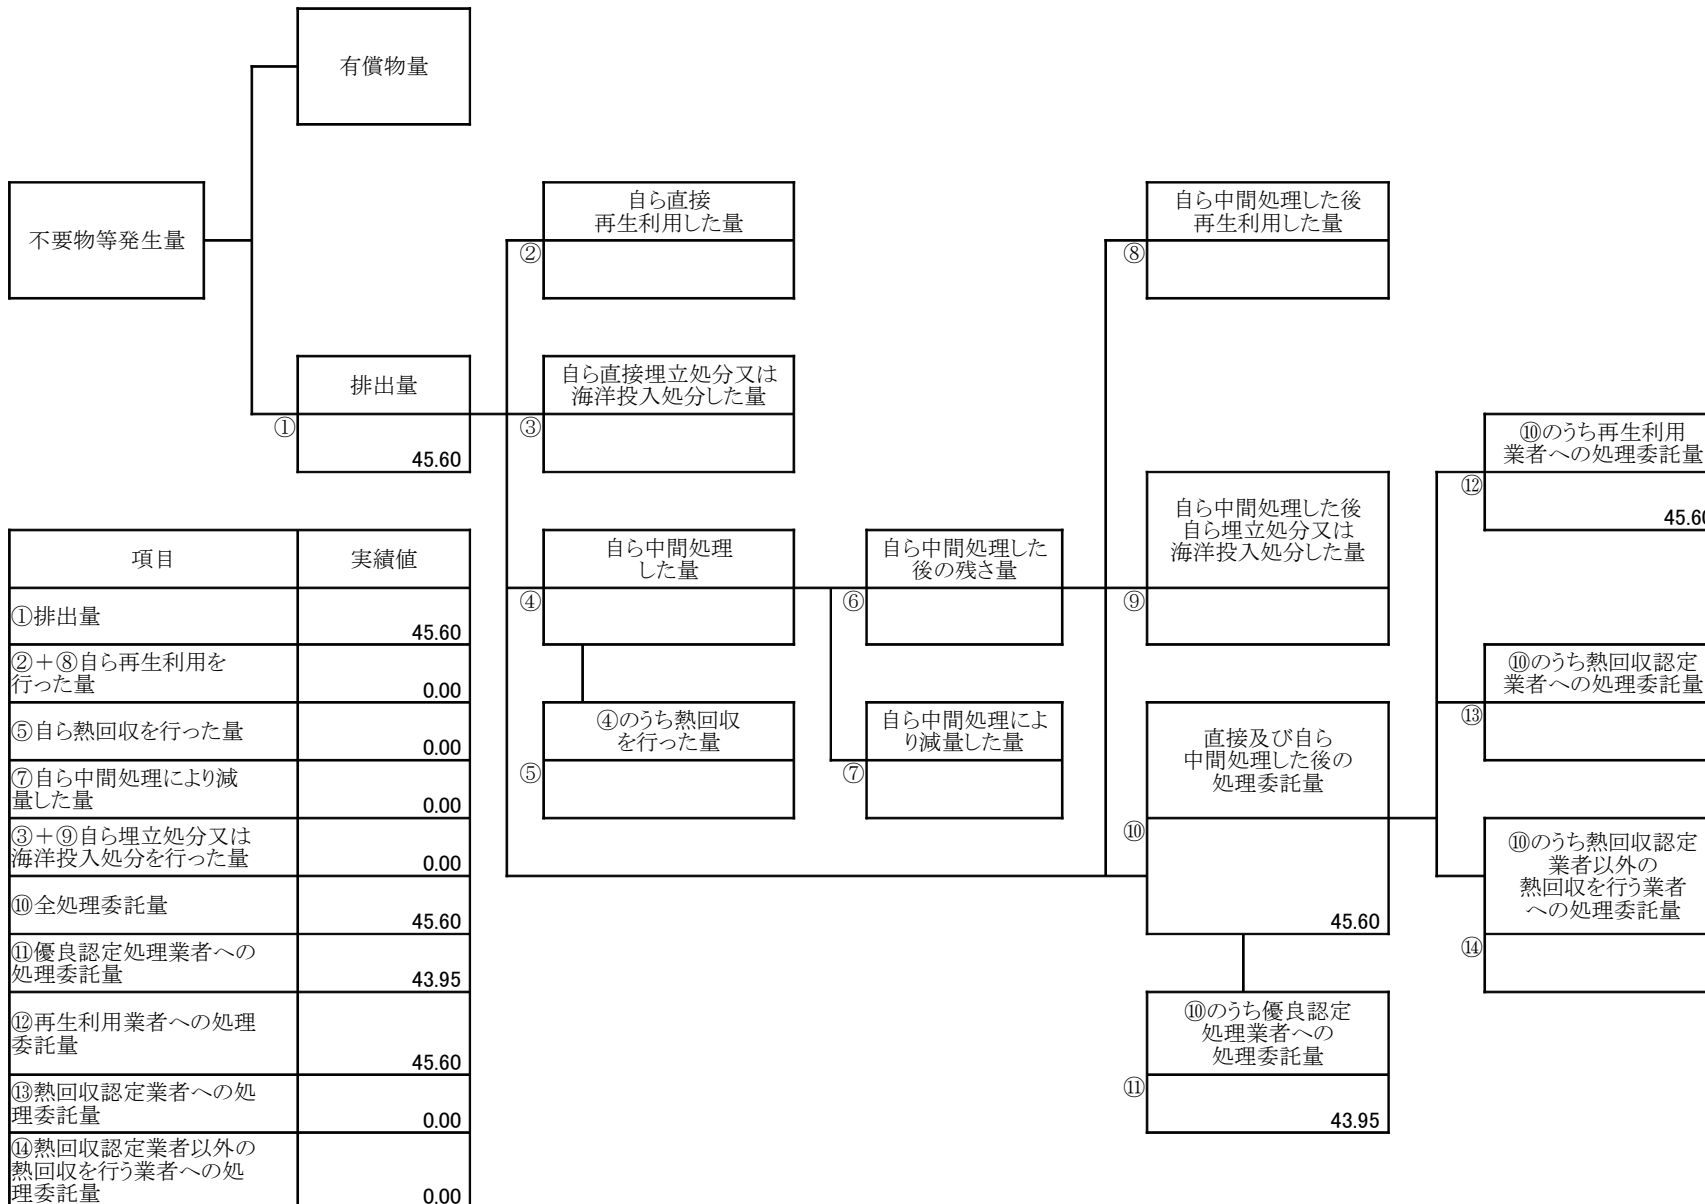 有償物量
不要物等発生量
自ら直接
再生利用した量
②
自ら中間処理した後
再生利用した量
⑧
排出量
①
45.60
自ら直接埋立処分又は
海洋投入処分した量
③
⑩のうち再生利用
業者への処理委託量
⑫
45.60
自ら中間処理
した量
④
自ら中間処理した
後の残さ量
⑥
自ら中間処理した後
自ら埋立処分又は
海洋投入処分した量
⑨
④のうち熱回収
を行った量
⑤
自ら中間処理によ
り減量した量
⑦
直接及び自ら
中間処理した後の
処理委託量
⑩
45.60
⑩のうち熱回収認定
業者への処理委託量
⑬
⑩のうち熱回収認定
業者以外の
熱回収を行う業者
への処理委託量
⑭
⑩のうち優良認定
処理業者への
処理委託量
⑪
43.95
項目 実績値
①排出量
45.60
②＋⑧自ら再生利用を
行った量 0.00
⑤自ら熱回収を行った量
0.00
⑦自ら中間処理により減
量した量 0.00
③＋⑨自ら埋立処分又は
海洋投入処分を行った量 0.00
⑩全処理委託量
45.60
⑪優良認定処理業者への
処理委託量 43.95
⑫再生利用業者への処理
委託量
45.60
⑬熱回収認定業者への処
理委託量 0.00
⑭熱回収認定業者以外の
熱回収を行う業者への処
理委託量 0.00